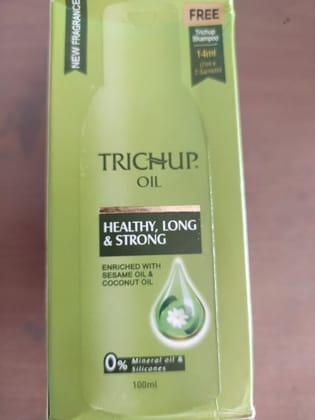 NEW FRAGRANCE
FREE
Trichup
Shampoo
14ml
TRICHUP
OIL
HEALTHY, LONG
& STRONG
ENRICHED WITH
SESAME OIL &
COCONUT OIL
0% Mineral oil &
Silicones
100ml